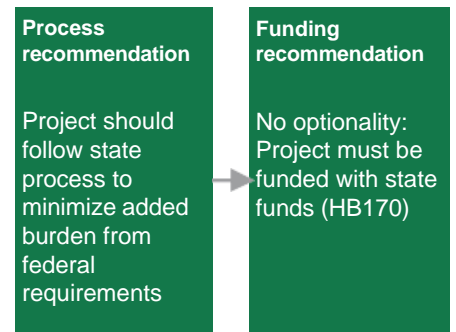 Process
recommendation
Project should
follow state
process to
minimize added
burden from
federal
requirements
Funding
recommendation
No optionality:
Project must be
funded with state
funds (HB170)